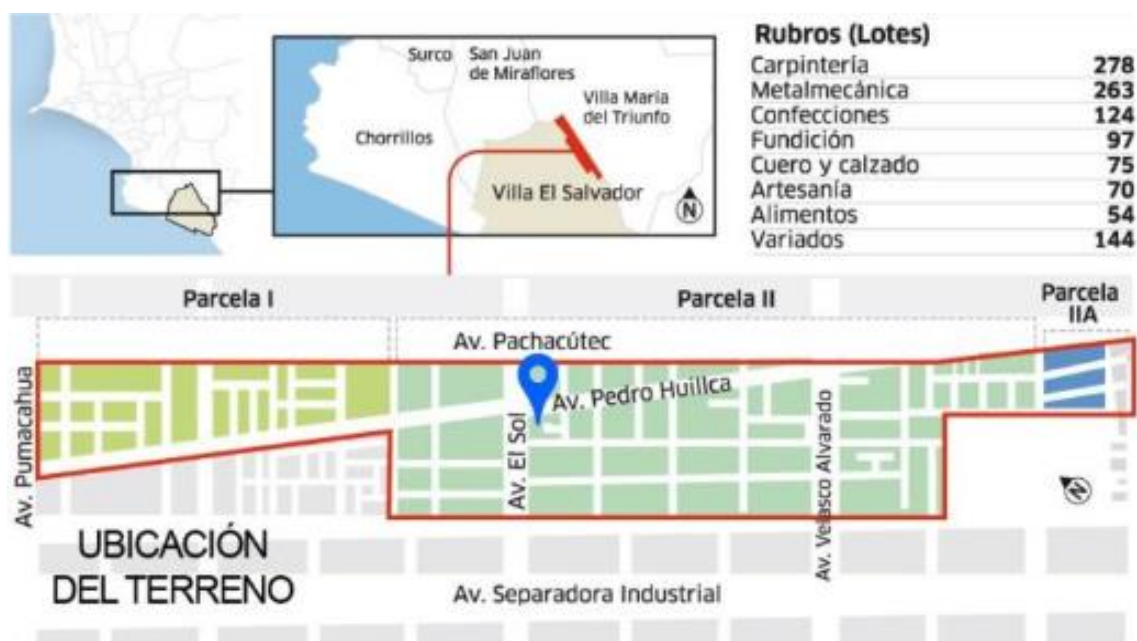 Surco
San Juan
de Miraflores
Villa Maria
del Triunfo
Chorrillos
Villa El Salvador
N
Rubros (Lotes)
Carpintería 278
Metalmecánica 263
Confecciones 124
Fundición 97
Cuero y calzado 75
Artesanía 70
Alimentos 54
Variados 144
Parcela I
Parcela II
Parcela
IIA
Av. Pachacútec
Av. Pedro Huillca
Av. Pumacahua
Av. El Sol
Av. Velasco Alvarado
N
UBICACIÓN
DEL TERRENO
Av. Separadora Industrial